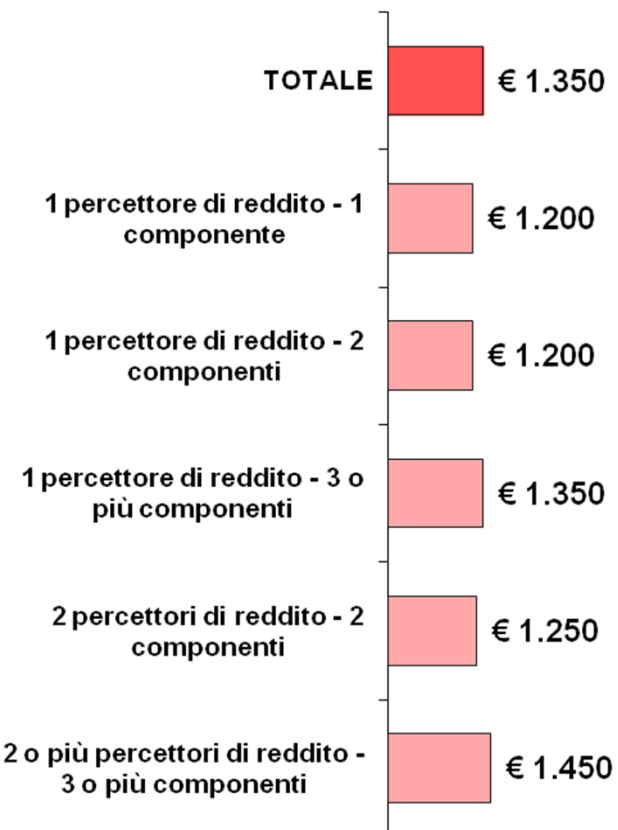 TOTALE € 1.350
1 percettore di reddito - 1
componente
€ 1.200
1 percettore di reddito - 2
componenti
€ 1.200
1 percettore di reddito - 3 o
più componenti
€ 1.350
2 percettori di reddito - 2
componenti
€ 1.250
2 o più percettori di reddito -
3 o più componenti
€ 1.450